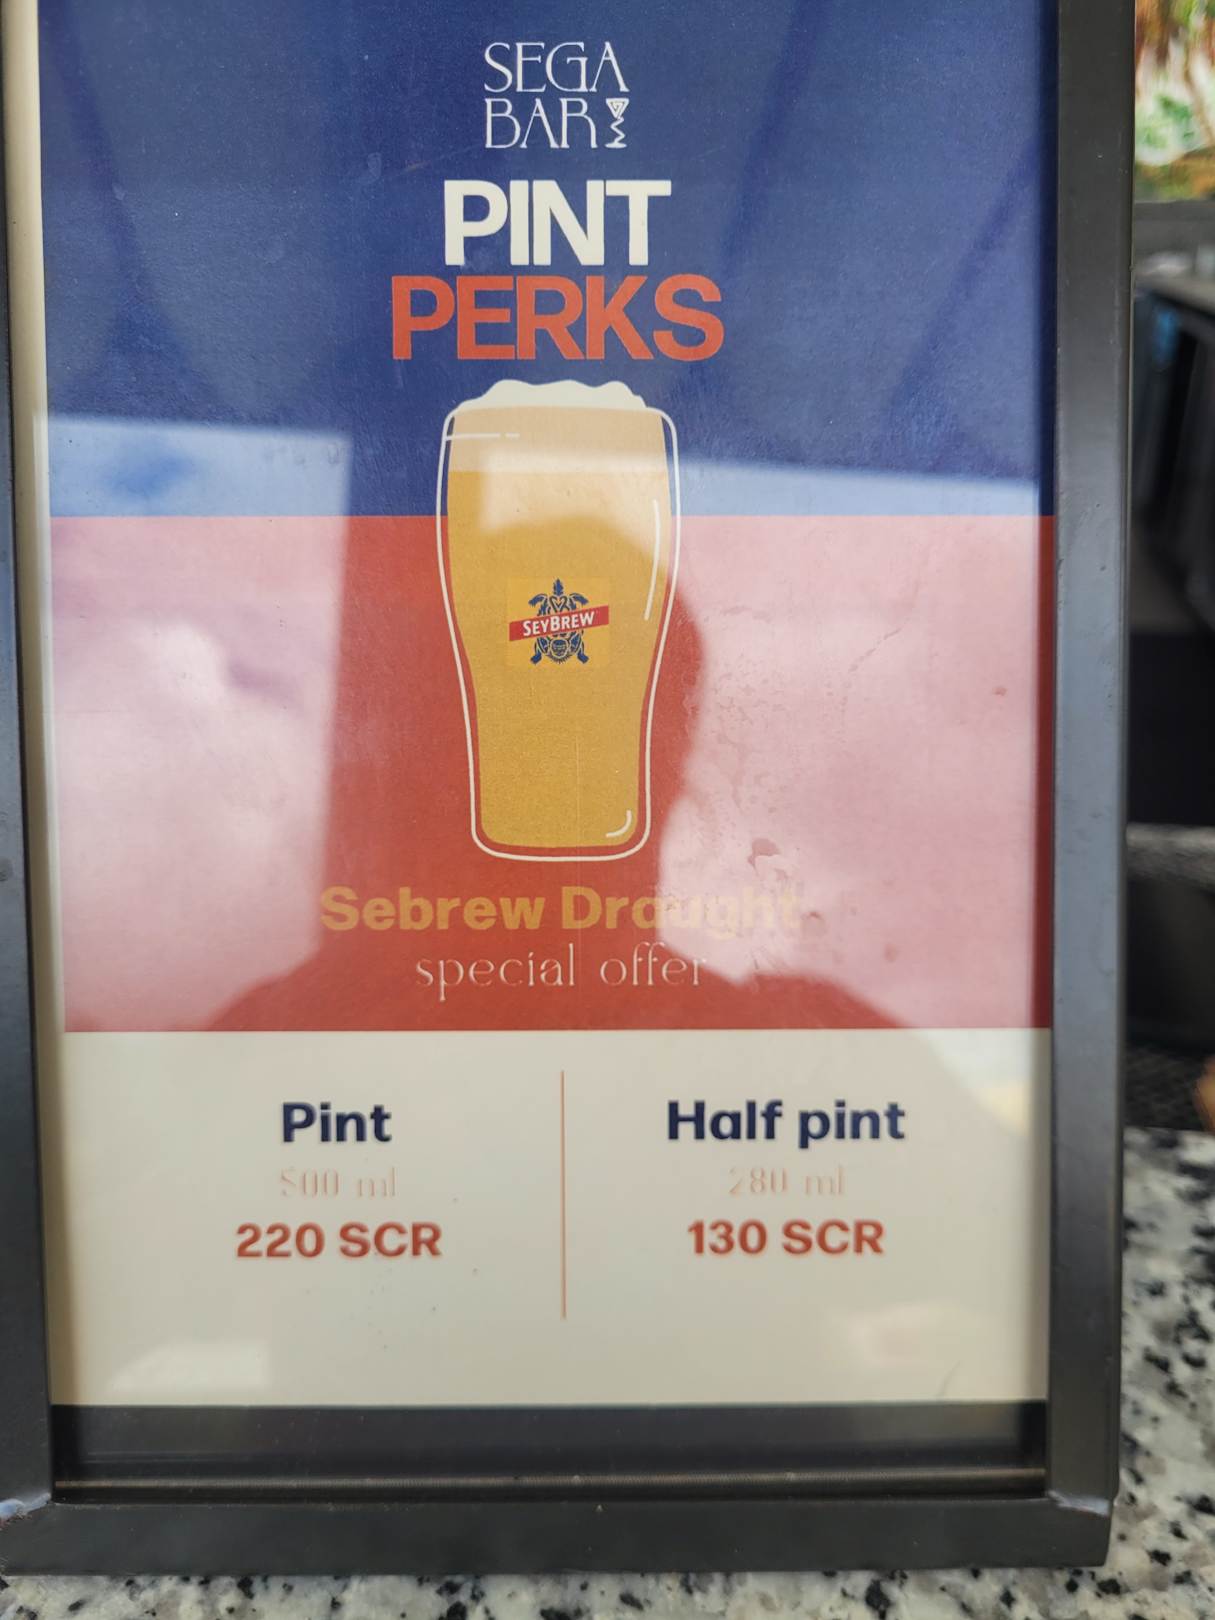 SEGA
BAR
PINT
PERKS
SEYBREW
Sebrew Draught
special offer
Pint
500 ml
220 SCR
Half pint
280 ml
130 SCR